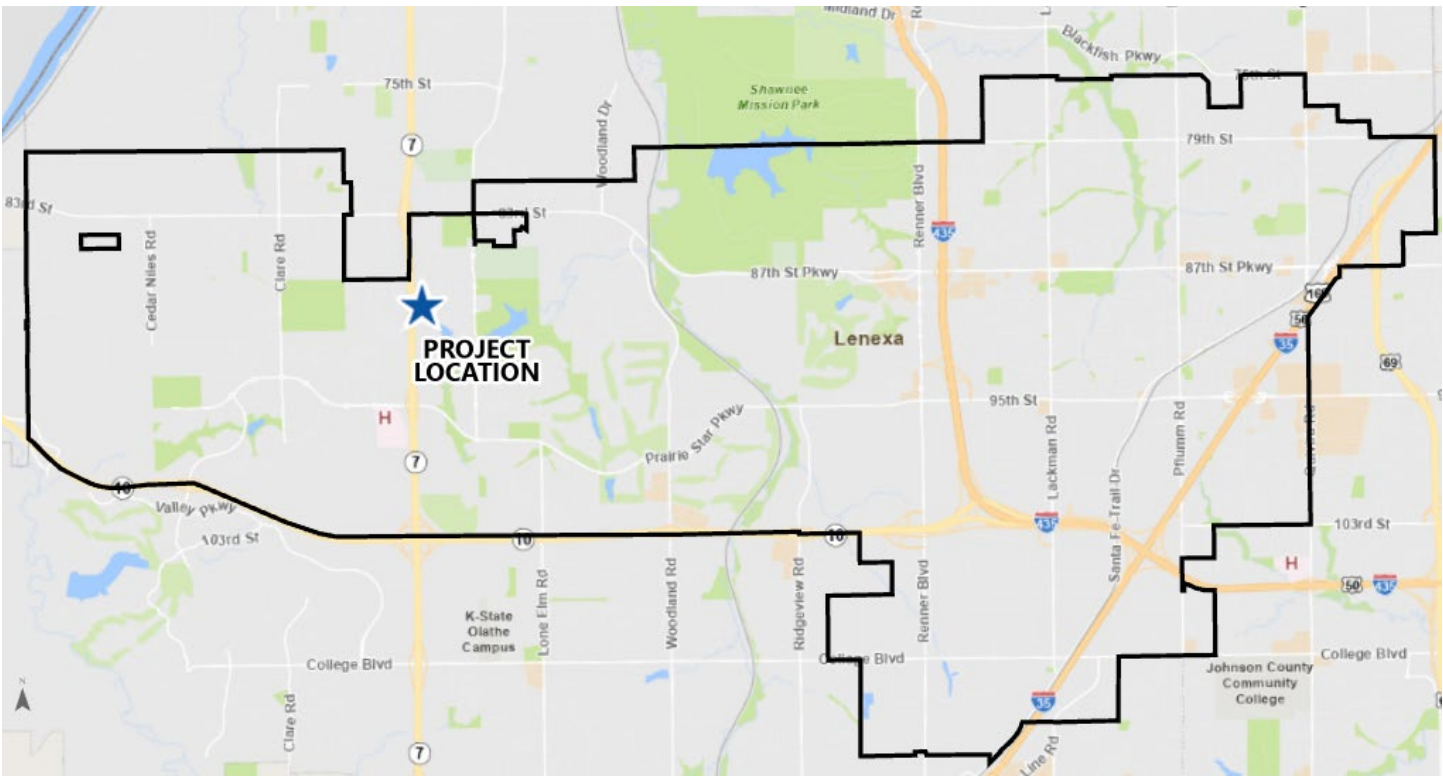 Midland Dr
Blackfish Pkwy
75th St
75th St
Shawnee
Mission Park
Woodland Dr
7
79th St
Renner Blvd
83rd St
83rd St
Cedar Niles Rd
Clare Rd
435
87th St Pkwy
87th St Pkwy
PROJECT
LOCATION
Lenexa
35
69
H
95th St
Prairie Star Pkwy
Lackman Rd
Pflumm Rd
7
10
Valley Pkwy
103rd St
10
10
435
Santa Fe Trail Dr
103rd St
H
50
435
Lone Elm Rd
Woodland Rd
Ridgeview Rd
Renner Blvd
K-State
Olathe
Campus
College Blvd
College Blvd
College Blvd
Johnson County
Community
College
Clare Rd
35
7
Line Rd
N